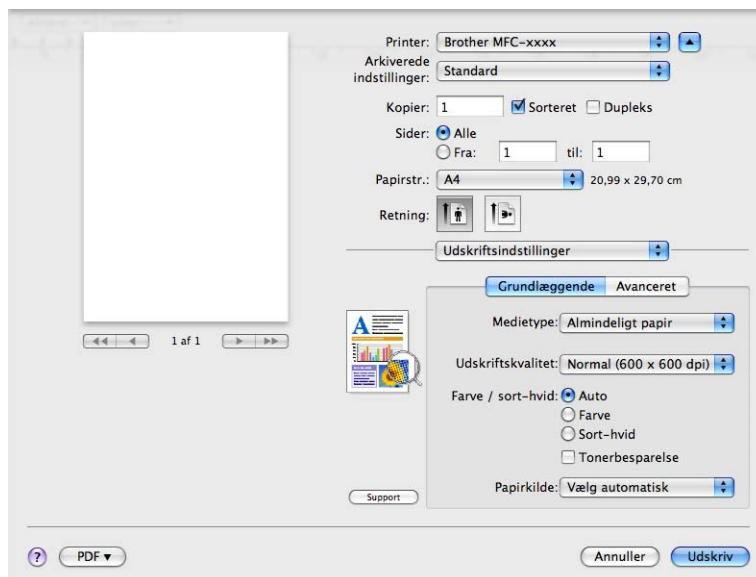 Printer: Brother MFC-xxxx
Arkiverede
indstillinger: Standard
Kopier: 1 Sorteret Dupleks
Sider: Alle
Fra: 1 til: 1
Papirstr.: A4 20,99 x 29,70 cm
Retning:
Udskriftsindstillinger
Grundlæggende Avanceret
Medietype: Almindeligt papir
1 af 1
Udskriftskvalitet: Normal (600 x 600 dpi)
Farve / sort-hvid: Auto
Farve
Sort-hvid
Tonerbesparelse
Papirkilde: Vælg automatisk
Support
? PDF ▼ Annuller Udskriv